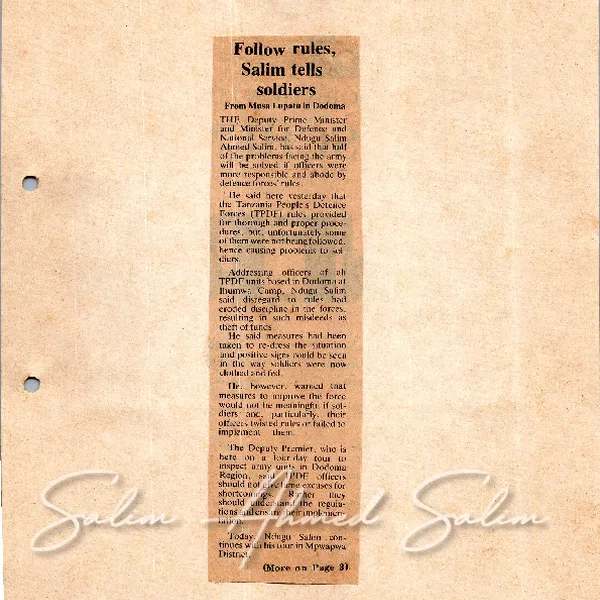 Follow rules,
Salim tells
soldiers
From Musa Lupatu in Dodoma
THE Deputy Prime Minister
and Minister for Defence and
National Service, Ndugu Salim
Ahmed Salim, has said that half
of the problems facing the army
will be solved if officers were
more responsible and abode by
defence forces' rules.
He said here yesterday that
the Tanzania People's Defence
Forces (TPDF) rules provided
for thorough and proper proce-
dures, but, unfortunately some
of them were not being followed,
hence causing problems to sol-
diers.
Addressing officers of all
TPDF units based in Dodoma at
Ihumwa Camp, Ndugu Salim
said disregard to rules had
eroded discipline in the forces,
resulting in such misdeeds as
theft of funds.
He said measures had been
taken to re-dress the situation
and positive signs could be seen
in the way soldiers were now
clothed and fed.
He, however, warned that
measures to improve the force
would not be meaningful if sol-
diers and, particularly, their
officers twisted rules or failed to
implement them.
The Deputy Premier, who is
here on a four-day tour to
inspect army units in Dodoma
Region, said TPDF officers
should not give lame excuses for
shortcomings. Rather they
should understand the regula-
tions and ensure their implemen-
tation.
Today, Ndugu Salim con-
tinues with his tour in Mpwapwa
District.
(More on Page 3)
Salim Ahmed Salim